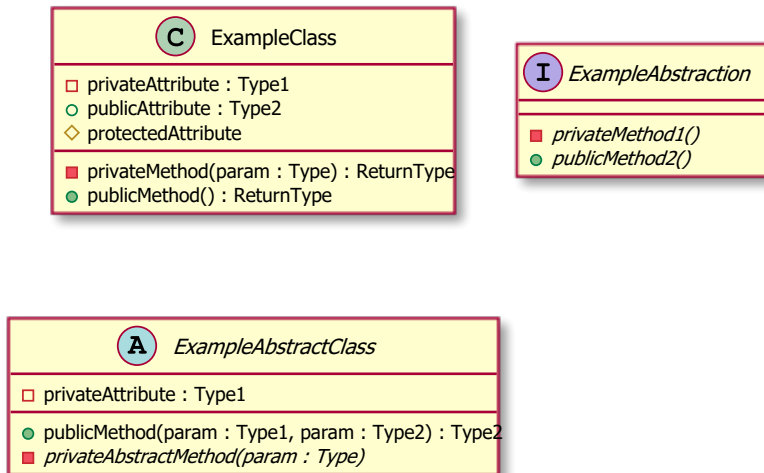 C ExampleClass
privateAttribute : Type1
publicAttribute : Type2
protectedAttribute
privateMethod(param : Type) : ReturnType
publicMethod() : ReturnType
I ExampleAbstraction
privateMethod1()
publicMethod2()
A ExampleAbstractClass
privateAttribute : Type1
publicMethod(param : Type1, param : Type2) : Type2
privateAbstractMethod(param : Type)